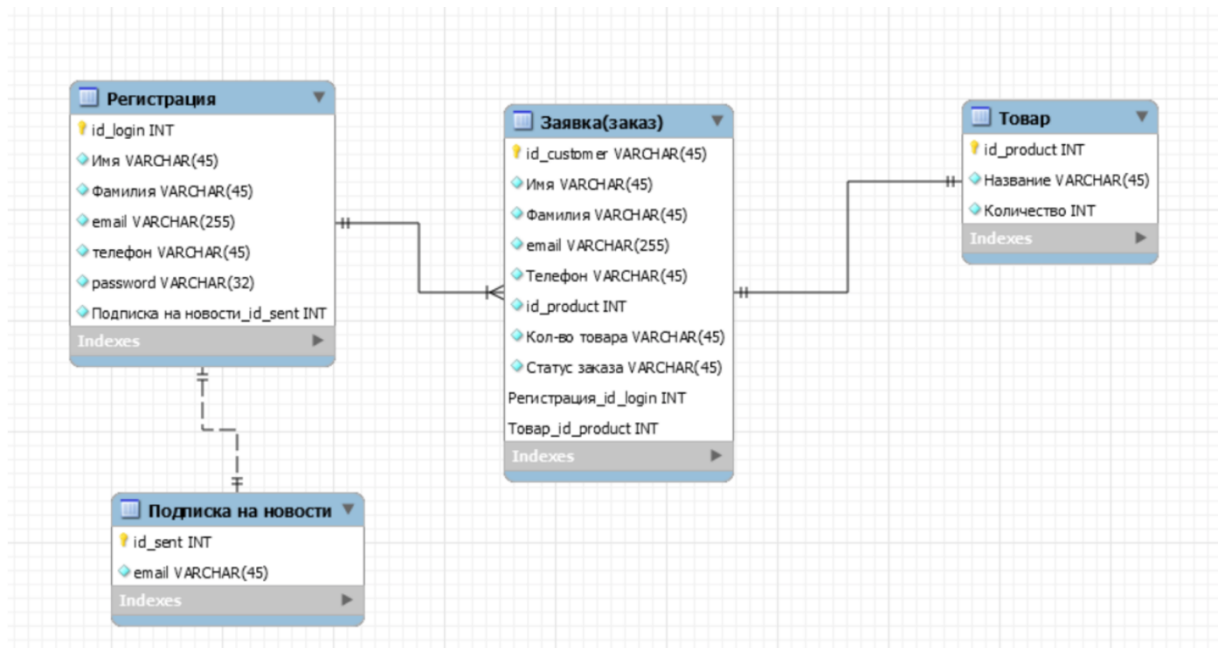 Регистрация
id_login INT
Имя VARCHAR(45)
Фамилия VARCHAR(45)
email VARCHAR(255)
телефон VARCHAR(45)
password VARCHAR(32)
Подписка на новости_id_sent INT
Indexes
Заявка(заказ)
id_customer VARCHAR(45)
Имя VARCHAR(45)
Фамилия VARCHAR(45)
email VARCHAR(255)
Телефон VARCHAR(45)
id_product INT
Кол-во товара VARCHAR(45)
Статус заказа VARCHAR(45)
Регистрация_id_login INT
Товар_id_product INT
Indexes
Товар
id_product INT
Название VARCHAR(45)
Количество INT
Indexes
Подписка на новости
id_sent INT
email VARCHAR(45)
Indexes